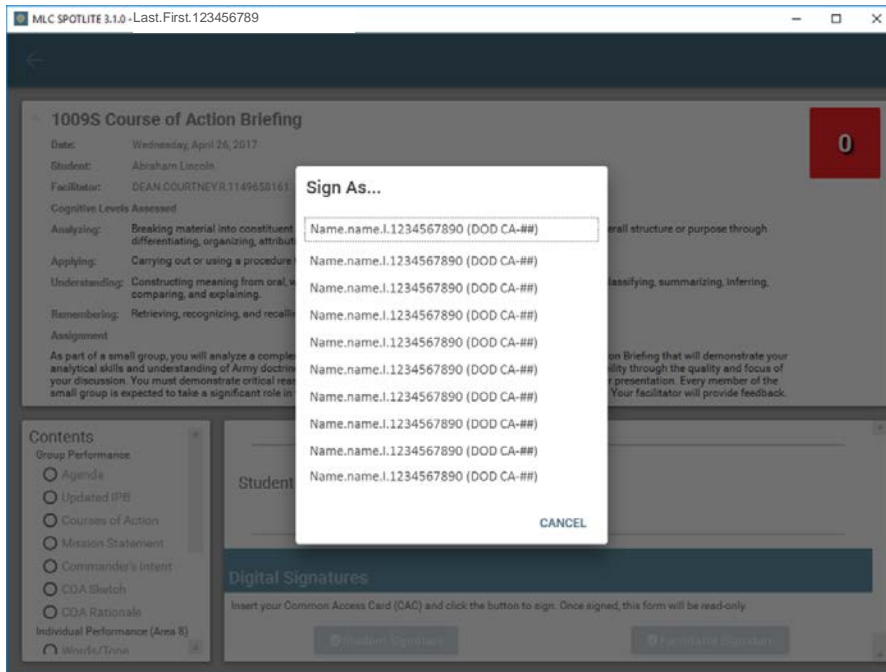 MLC SPOTLITE 3.1.0 - Last.First.123456789
1009S Course of Action Briefing
0
Date: Wednesday, April 26, 2017
Student: Abraham Lincoln
Facilitator: DEAN.COURTNEY.R.1149658161
Cognitive Levels Assessed
Analyzing: Breaking material into constituent erall structure or purpose through
differentiating, organizing, attribut
Applying: Carrying out or using a procedure
Understanding: Constructing meaning from oral, w lassifying, summarizing, inferring,
comparing, and explaining.
Remembering: Retrieving, recognizing, and recallin
Assignment
As part of a small group, you will analyze a comple on Briefing that will demonstrate your
analytical skills and understanding of Army doctrin ility through the quality and focus of
your discussion. You must demonstrate critical reas r presentation. Every member of the
small group is expected to take a significant role in Your facilitator will provide feedback.
Sign As...
Name.name.I.1234567890 (DOD CA-##)
Name.name.I.1234567890 (DOD CA-##)
Name.name.I.1234567890 (DOD CA-##)
Name.name.I.1234567890 (DOD CA-##)
Name.name.I.1234567890 (DOD CA-##)
Name.name.I.1234567890 (DOD CA-##)
Name.name.I.1234567890 (DOD CA-##)
Name.name.I.1234567890 (DOD CA-##)
Name.name.I.1234567890 (DOD CA-##)
Name.name.I.1234567890 (DOD CA-##)
CANCEL
Contents
Group Performance
Agenda
Updated IPB
Courses of Action
Mission Statement
Commander's Intent
COA Sketch
COA Rationale
Individual Performance (Area 8)
Words/Tone
Student
Digital Signatures
Insert your Common Access Card (CAC) and click the button to sign. Once signed, this form will be read-only.
Student Signature
Facilitator Signature